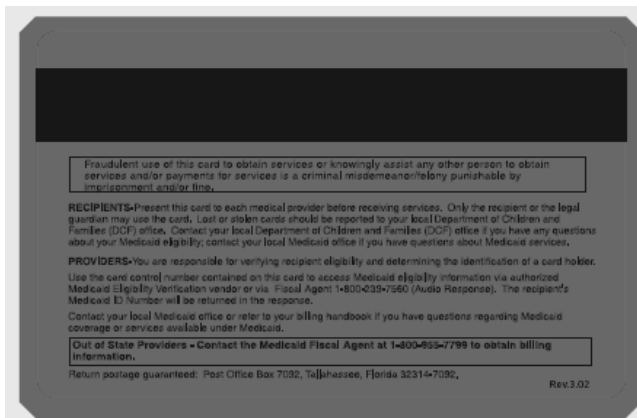 Fraudulent use of this card to obtain services or knowingly assist any other person to obtain
services and/or payments for services is a criminal misdemeanor/felony punishable by
imprisonment and/or fine.
RECIPIENTS-Present this card to each medical provider before receiving services. Only the recipient or the legal
guardian may use the card. Lost or stolen cards should be reported to your local Department of Children and
Families (DCF) office. Contact your local Department of Children and Families (DCF) office if you have any questions
about your Medicaid eligibility; contact your local Medicaid office if you have questions about Medicaid services.
PROVIDERS-You are responsible for verifying recipient eligibility and determining the identification of a card holder.
Use the card control number contained on this card to access Medicaid eligibility information via authorized
Medicaid Eligibility Verification vendor or via Fiscal Agent 1-800-239-7560 (Audio Response). The recipient's
Medicaid ID Number will be returned in the response.
Contact your local Medicaid office or refer to your billing handbook if you have questions regarding Medicaid
coverage or services available under Medicaid.
Out of State Providers - Contact the Medicaid Fiscal Agent at 1-800-955-7799 to obtain billing
information.
Return postage guaranteed: Post Office Box 7092, Tallahassee, Florida 32314-7092.
Rev.3.02